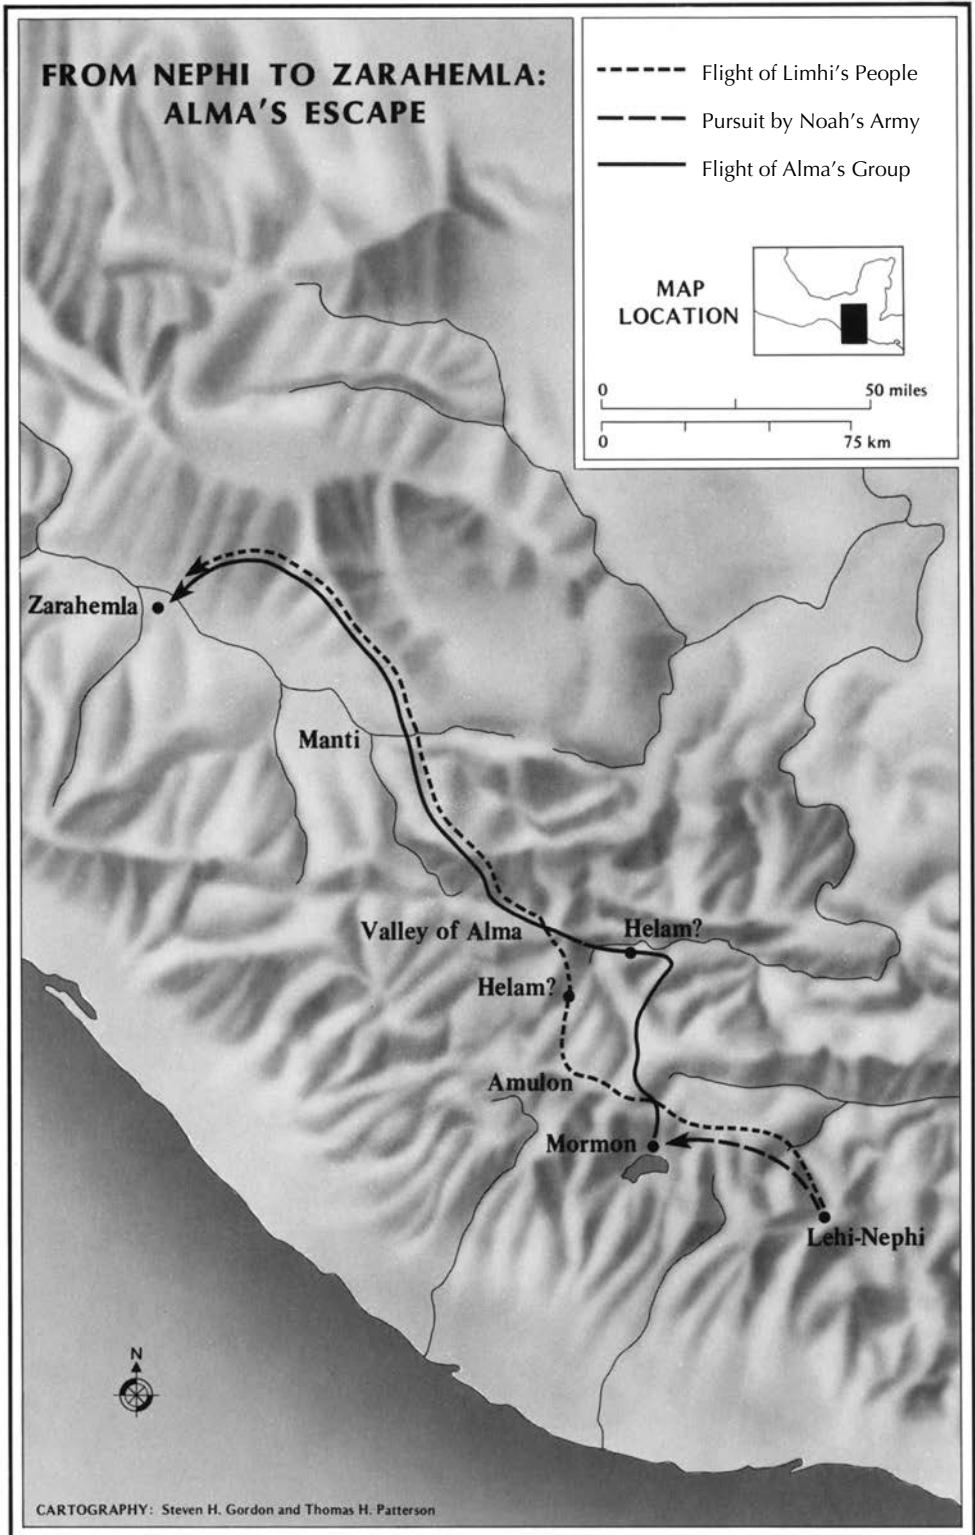 FROM NEPHI TO ZARAHEMLA:
ALMA'S ESCAPE
Flight of Limhi's People
Pursuit by Noah's Army
Flight of Alma's Group
MAP
LOCATION
0 50 miles
0 75 km
Zarahemla
Manti
Valley of Alma
Helam?
Helam?
Amulon
Mormon
Lehi-Nephi
N
CARTOGRAPHY: Steven H. Gordon and Thomas H. Patterson